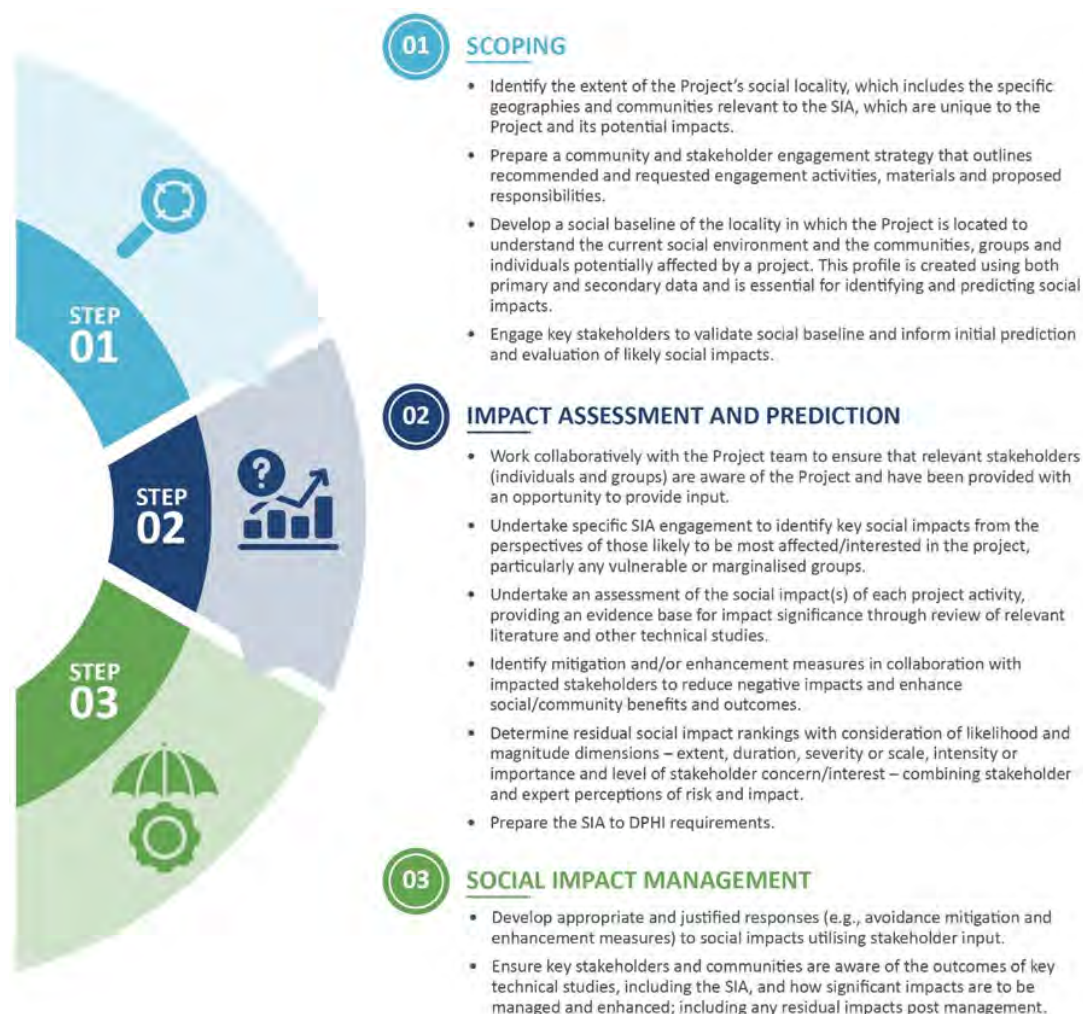 01
SCOPING
• Identify the extent of the Project's social locality, which includes the specific
geographies and communities relevant to the SIA, which are unique to the
Project and its potential impacts.
• Prepare a community and stakeholder engagement strategy that outlines
recommended and requested engagement activities, materials and proposed
responsibilities.
• Develop a social baseline of the locality in which the Project is located to
understand the current social environment and the communities, groups and
individuals potentially affected by a project. This profile is created using both
primary and secondary data and is essential for identifying and predicting social
impacts.
• Engage key stakeholders to validate social baseline and inform initial prediction
and evaluation of likely social impacts.
STEP
01
02
IMPACT ASSESSMENT AND PREDICTION
• Work collaboratively with the Project team to ensure that relevant stakeholders
(individuals and groups) are aware of the Project and have been provided with
an opportunity to provide input.
• Undertake specific SIA engagement to identify key social impacts from the
perspectives of those likely to be most affected/interested in the project,
particularly any vulnerable or marginalised groups.
• Undertake an assessment of the social impact(s) of each project activity,
providing an evidence base for impact significance through review of relevant
literature and other technical studies.
• Identify mitigation and/or enhancement measures in collaboration with
impacted stakeholders to reduce negative impacts and enhance
social/community benefits and outcomes.
• Determine residual social impact rankings with consideration of likelihood and
magnitude dimensions – extent, duration, severity or scale, intensity or
importance and level of stakeholder concern/interest – combining stakeholder
and expert perceptions of risk and impact.
• Prepare the SIA to DPHI requirements.
?
STEP
02
03
SOCIAL IMPACT MANAGEMENT
• Develop appropriate and justified responses (e.g., avoidance mitigation and
enhancement measures) to social impacts utilising stakeholder input.
• Ensure key stakeholders and communities are aware of the outcomes of key
technical studies, including the SIA, and how significant impacts are to be
managed and enhanced; including any residual impacts post management.
STEP
03